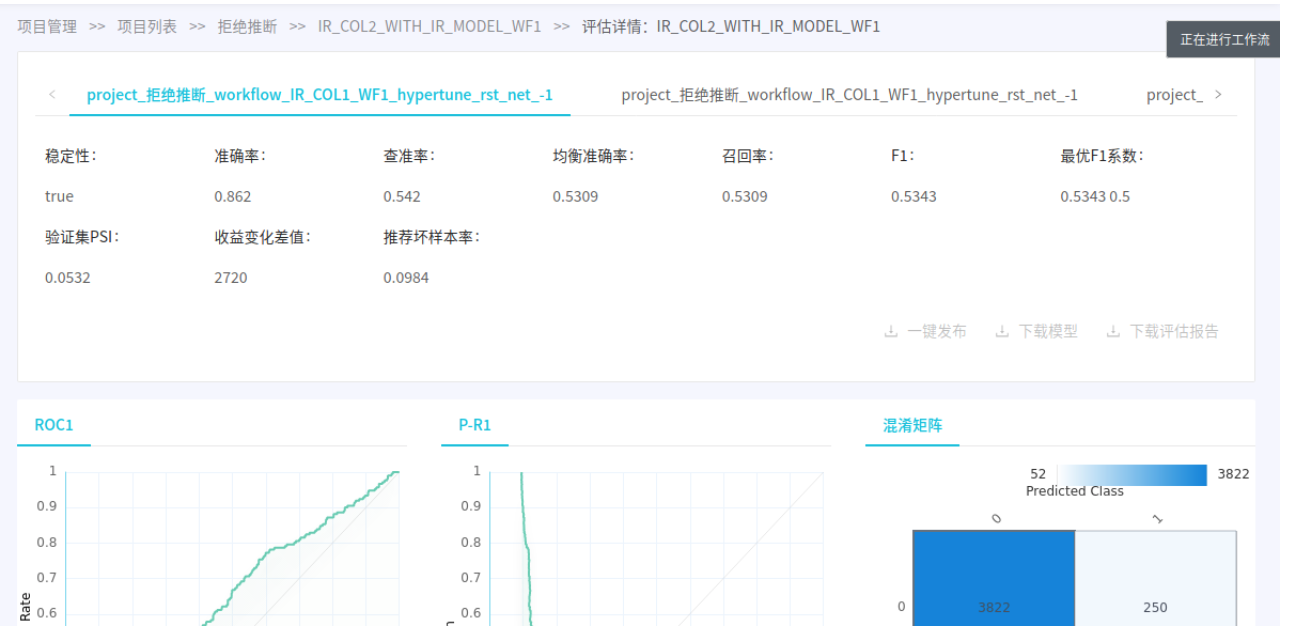 项目管理 >> 项目列表 >> 拒绝推断 >> IR_COL2_WITH_IR_MODEL_WF1 >> 评估详情：IR_COL2_WITH_IR_MODEL_WF1
正在进行工作流
< project_拒绝推断_workflow_IR_COL1_WF1_hypertune_rst_net_-1 project_拒绝推断_workflow_IR_COL1_WF1_hypertune_rst_net_-1 project_ >
稳定性： 准确率： 查准率： 均衡准确率： 召回率： F1： 最优F1系数：
true 0.862 0.542 0.5309 0.5309 0.5343 0.5343 0.5
验证集PSI： 收益变化差值： 推荐坏样本率：
0.0532 2720 0.0984
一键发布 下载模型 下载评估报告
ROC1 P-R1 混淆矩阵
1 1 52 3822
Predicted Class
0.9 0.9 0 1
0.8 0.8
0.7 0.7
Rate
0.6 0.6 0 3822 250